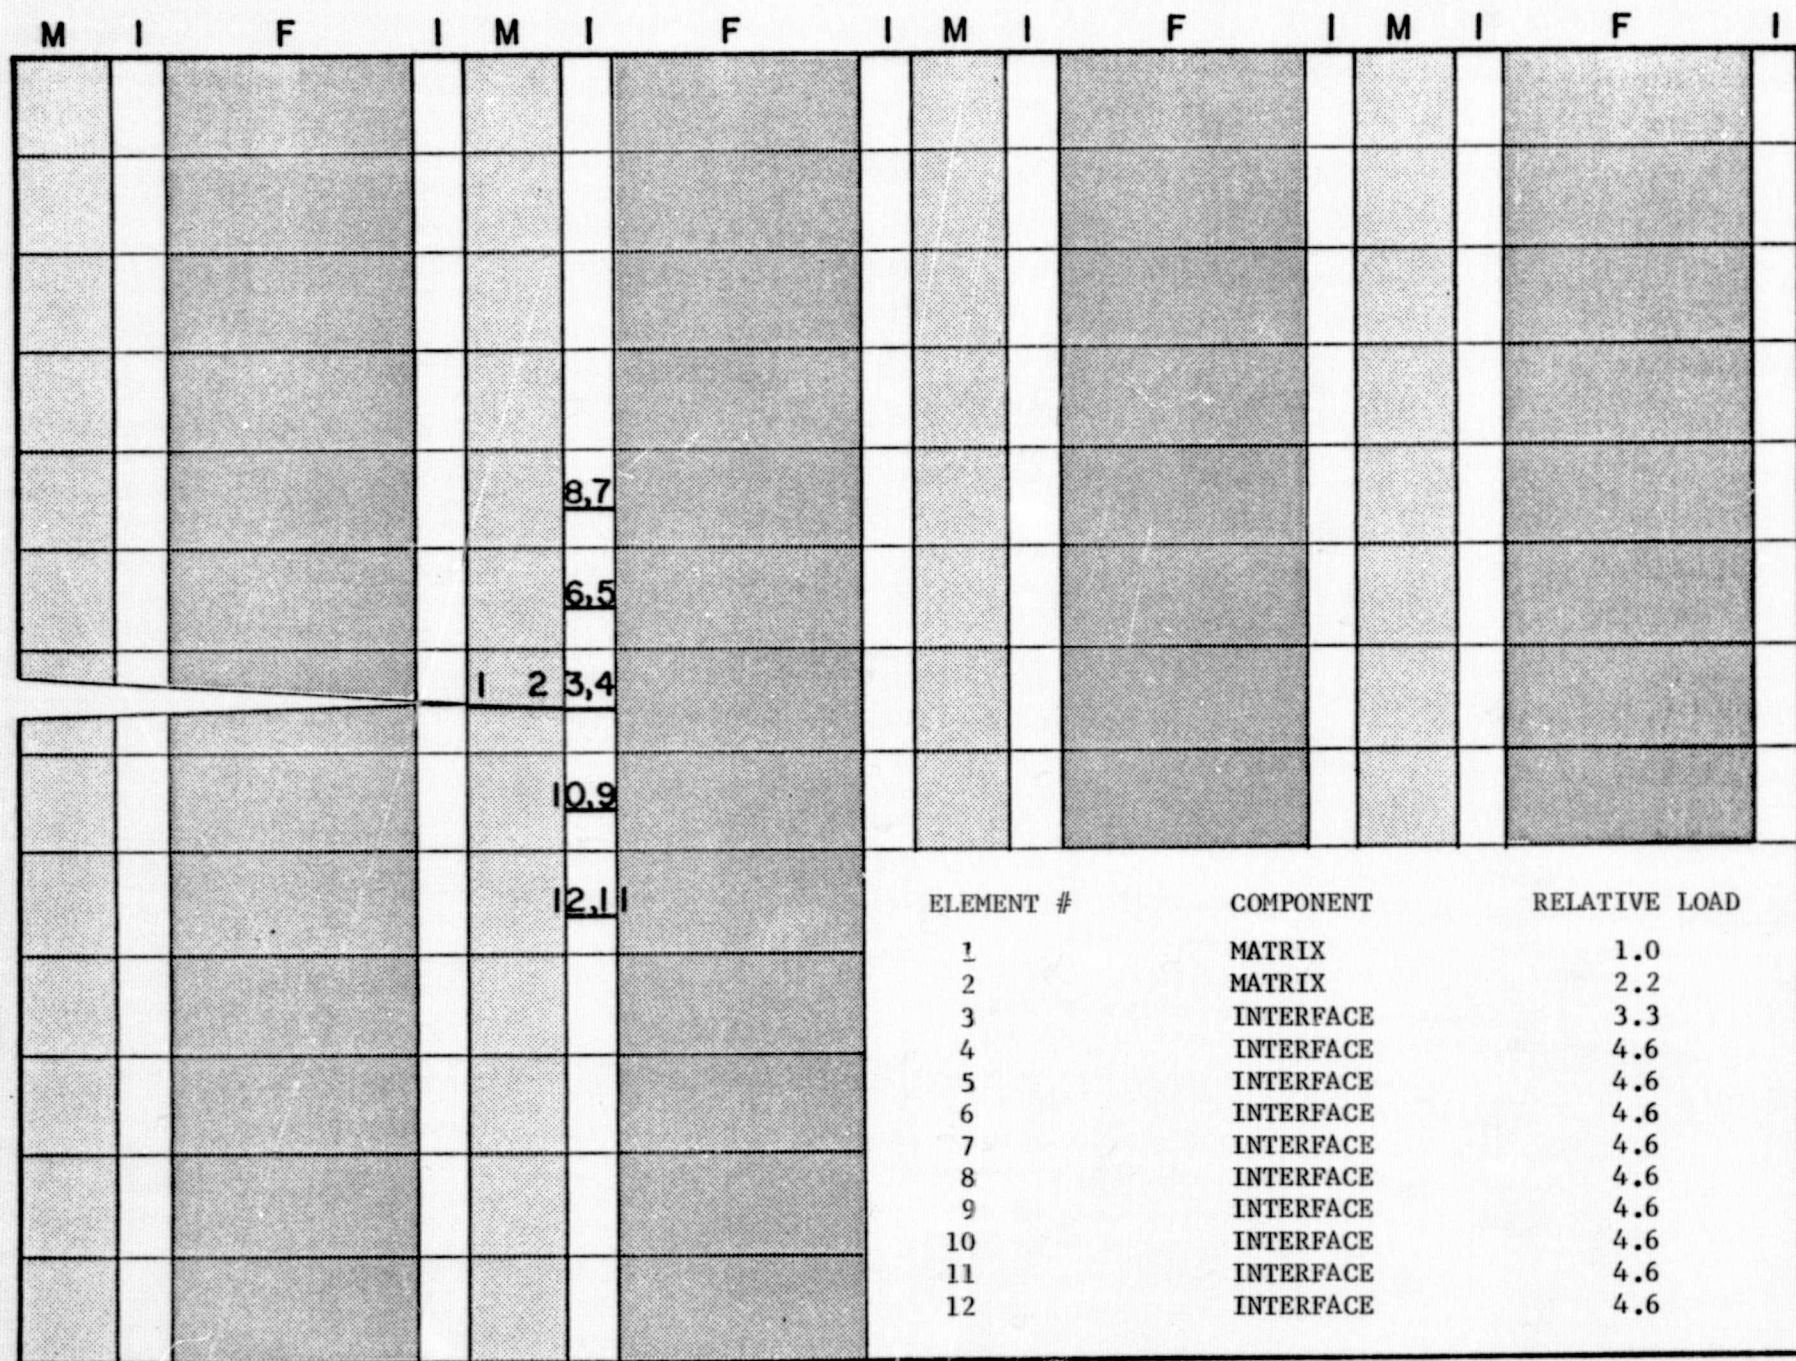 M I F I M I F I M I F I M I F I
8,7
6,5
1 2 3,4
10,9
12,11
ELEMENT # COMPONENT RELATIVE LOAD
1 MATRIX 1.0
2 MATRIX 2.2
3 INTERFACE 3.3
4 INTERFACE 4.6
5 INTERFACE 4.6
6 INTERFACE 4.6
7 INTERFACE 4.6
8 INTERFACE 4.6
9 INTERFACE 4.6
10 INTERFACE 4.6
11 INTERFACE 4.6
12 INTERFACE 4.6